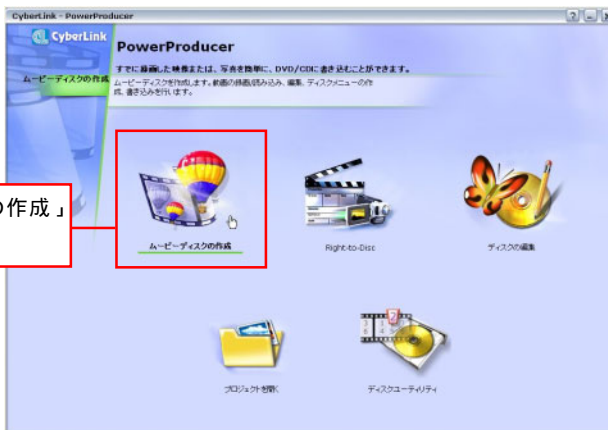 CyberLink - PowerProducer
CyberLink
PowerProducer
すでに録画した映像または、写真を簡単に、DVD/CDに書き込むことができます。
ムービーディスクの作成
ムービーディスクを作成します。動画の録画/読み込み、編集、ディスクメニューの作
成、書き込みを行います。
の作成」
ムービーディスクの作成
Right-to-Disc
ディスクの編集
プロジェクトを開く
ディスクユーティリティ